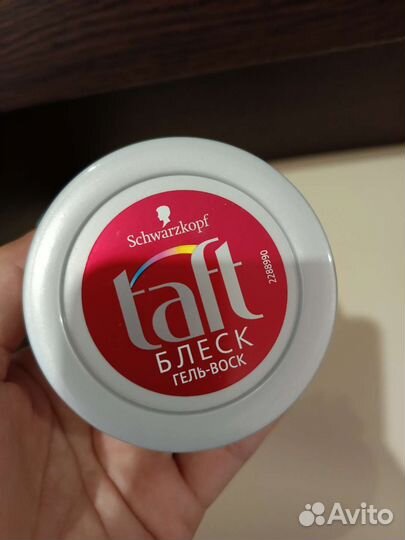 Schwarzkopf
taft
БЛЕСК
ГЕЛЬ-ВОСК
2288990
Avito